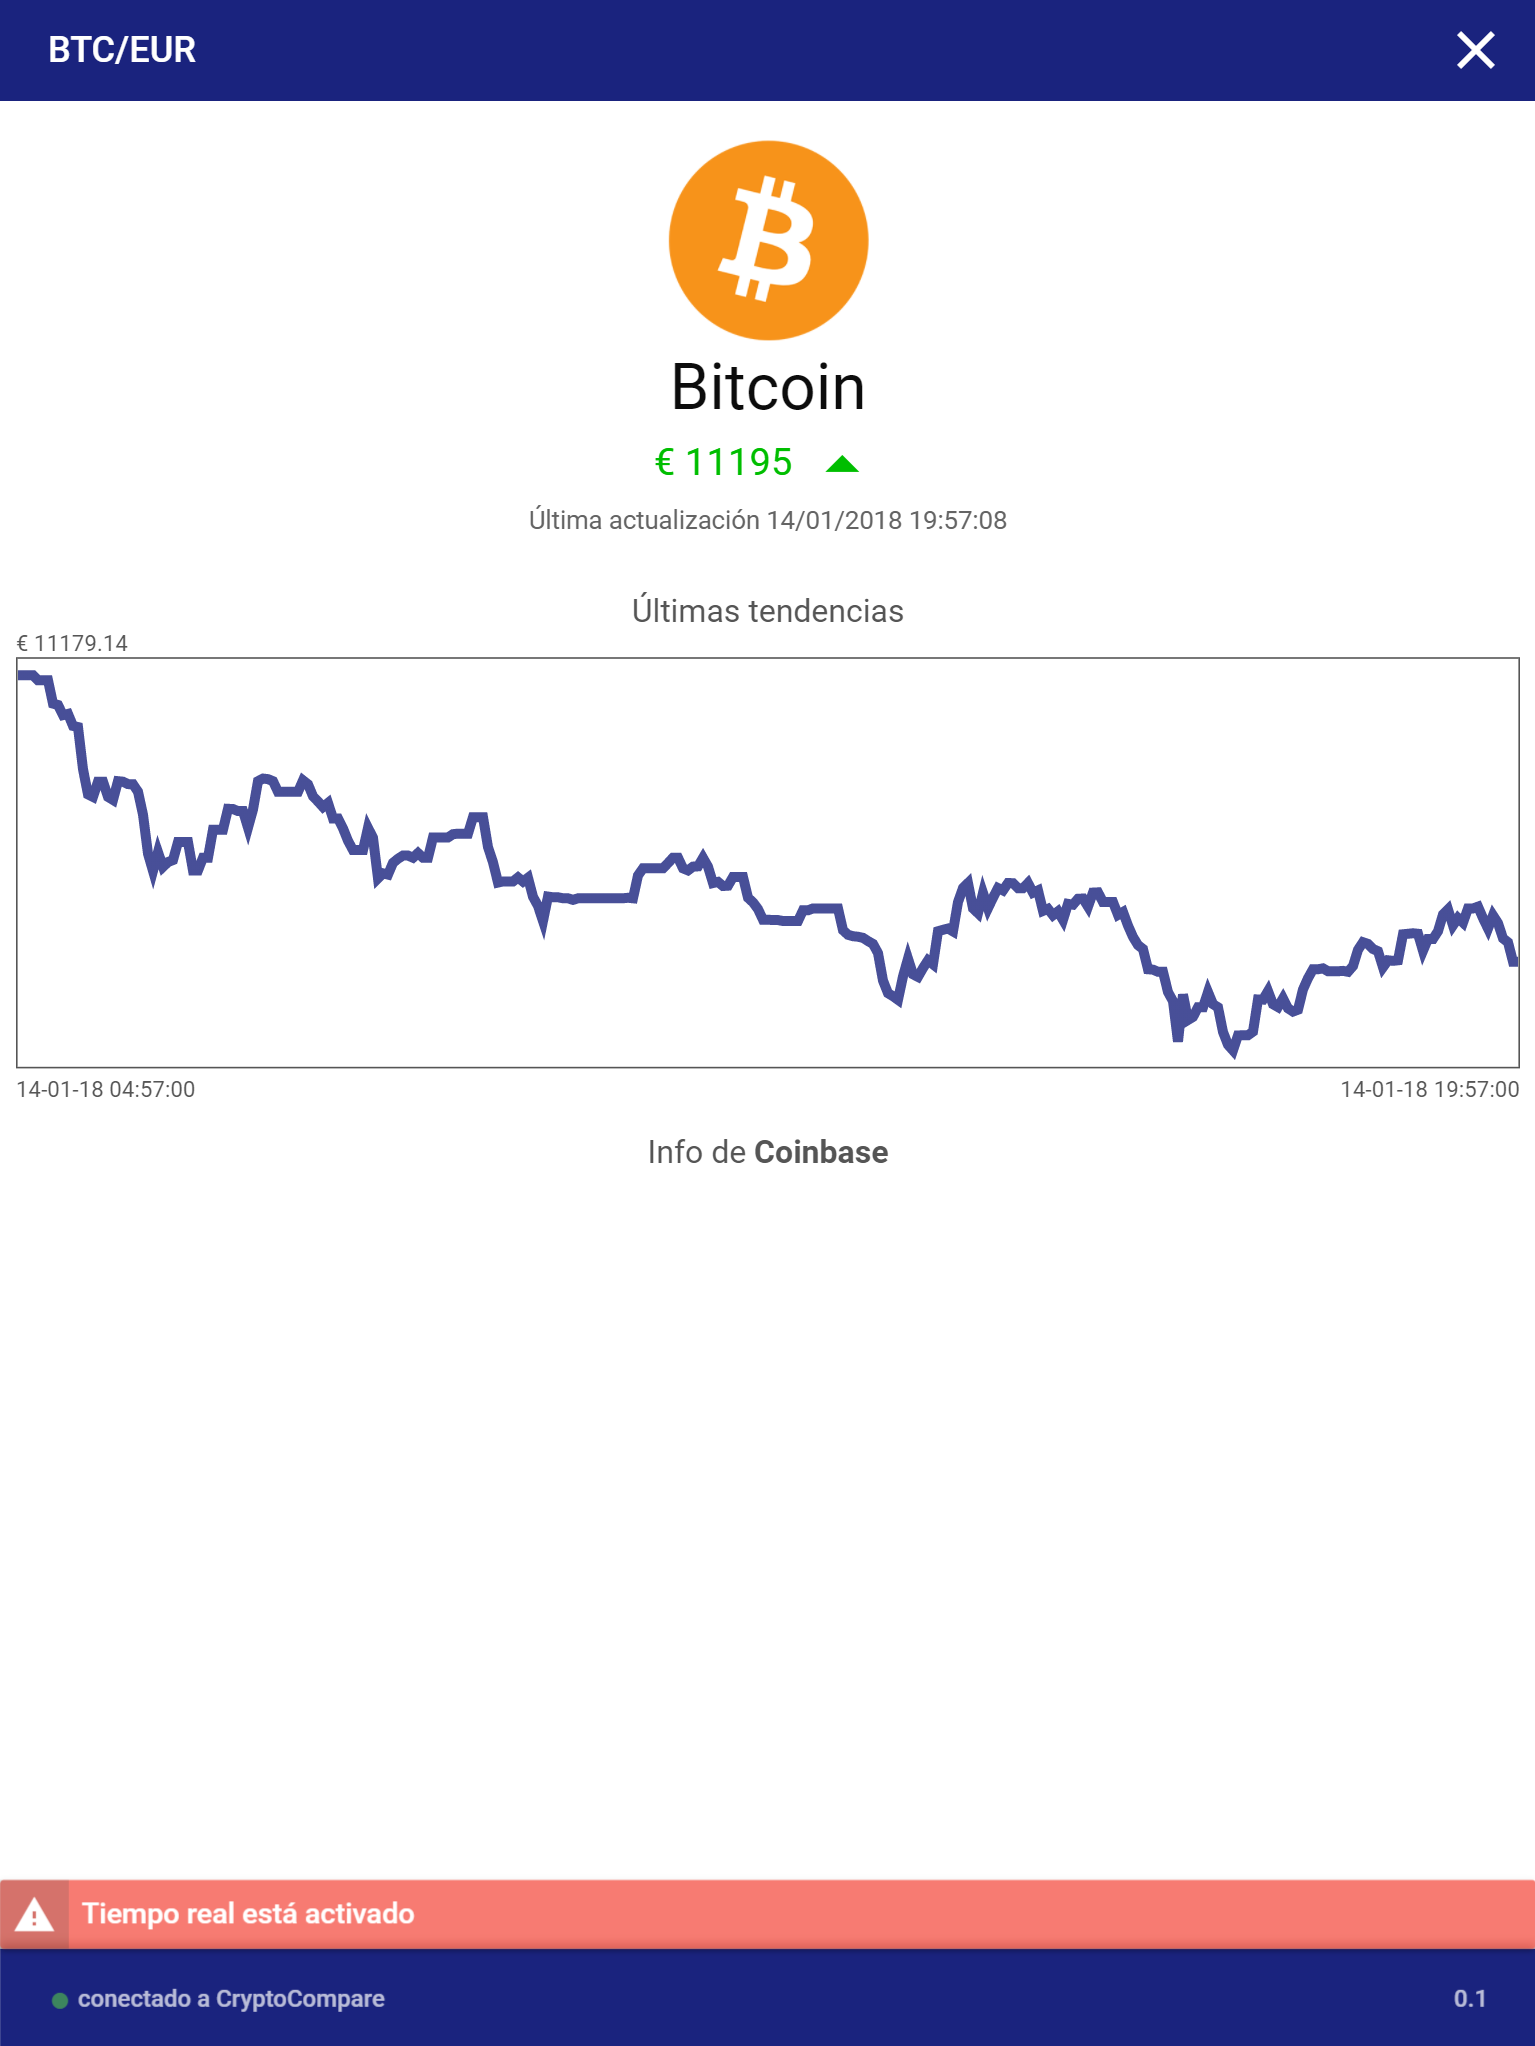 BTC/EUR
Bitcoin
€ 11195
Última actualización 14/01/2018 19:57:08
Últimas tendencias
€ 11179.14
14-01-18 04:57:00
14-01-18 19:57:00
Info de Coinbase
Tiempo real está activado
conectado a CryptoCompare
0.1